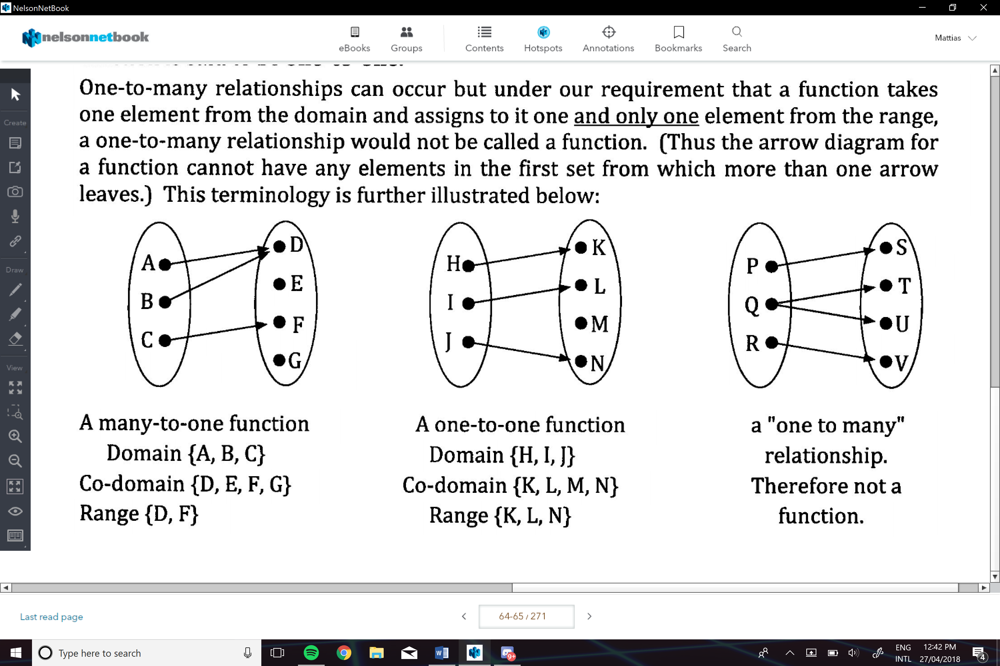 NelsonNetBook
nelsonnetbook
eBooks
Groups
Contents
Hotspots
Annotations
Bookmarks
Search
Mattias
Create
Draw
View
One-to-many relationships can occur but under our requirement that a function takes
one element from the domain and assigns to it one and only one element from the range,
a one-to-many relationship would not be called a function. (Thus the arrow diagram for
a function cannot have any elements in the first set from which more than one arrow
leaves.) This terminology is further illustrated below:
A
B
C
D
E
F
G
H
I
J
K
L
M
N
P
Q
R
S
T
U
V
A many-to-one function
Domain {A, B, C}
Co-domain {D, E, F, G}
Range {D, F}
A one-to-one function
Domain {H, I, J}
Co-domain {K, L, M, N}
Range {K, L, N}
a "one to many"
relationship.
Therefore not a
function.
Last read page
64-65 / 271
Type here to search
W
9+
ENG
INTL
12:42 PM
27/04/2018
4